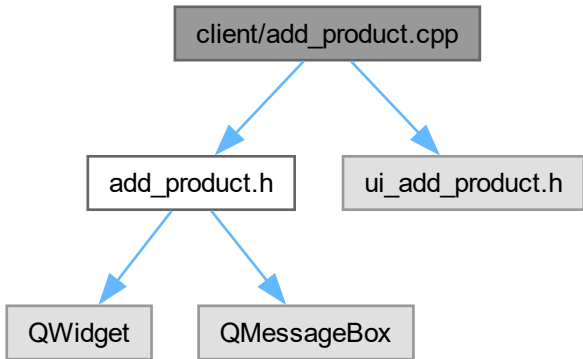 client/add_product.cpp
add_product.h
ui_add_product.h
QWidget
QMessageBox